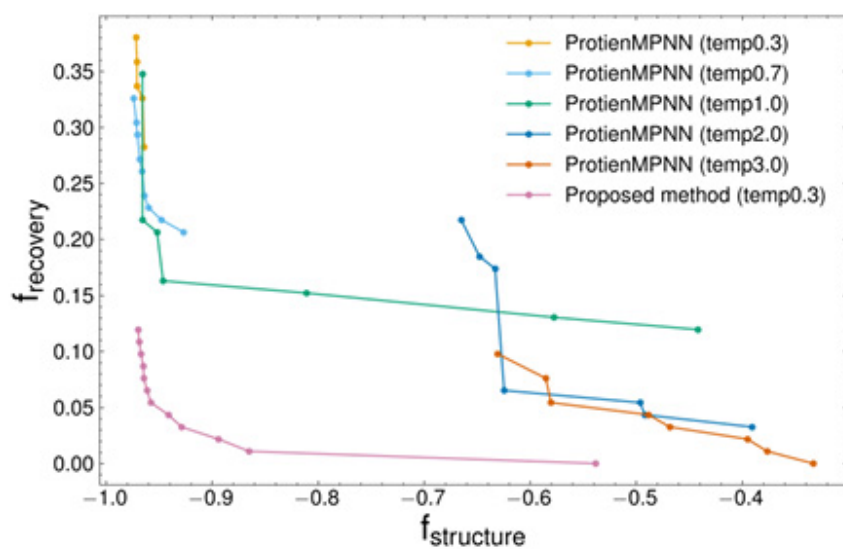 ProtienMPNN (temp0.3)
ProtienMPNN (temp0.7)
ProtienMPNN (temp1.0)
ProtienMPNN (temp2.0)
ProtienMPNN (temp3.0)
Proposed method (temp0.3)
f_recovery
0.35
0.30
0.25
0.20
0.15
0.10
0.05
0.00
−1.0 −0.9 −0.8 −0.7 −0.6 −0.5 −0.4
f_structure